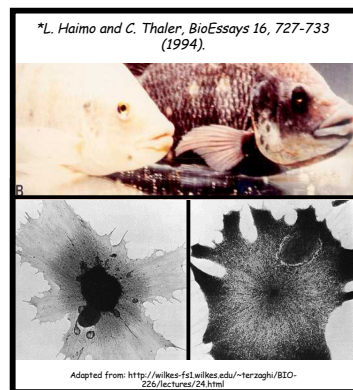 *L. Haimo and C. Thaler, BioEssays 16, 727-733
(1994).
B
Adapted from: http://wilkes-fs1.wilkes.edu/~terzaghi/BIO-
226/lectures/24.html